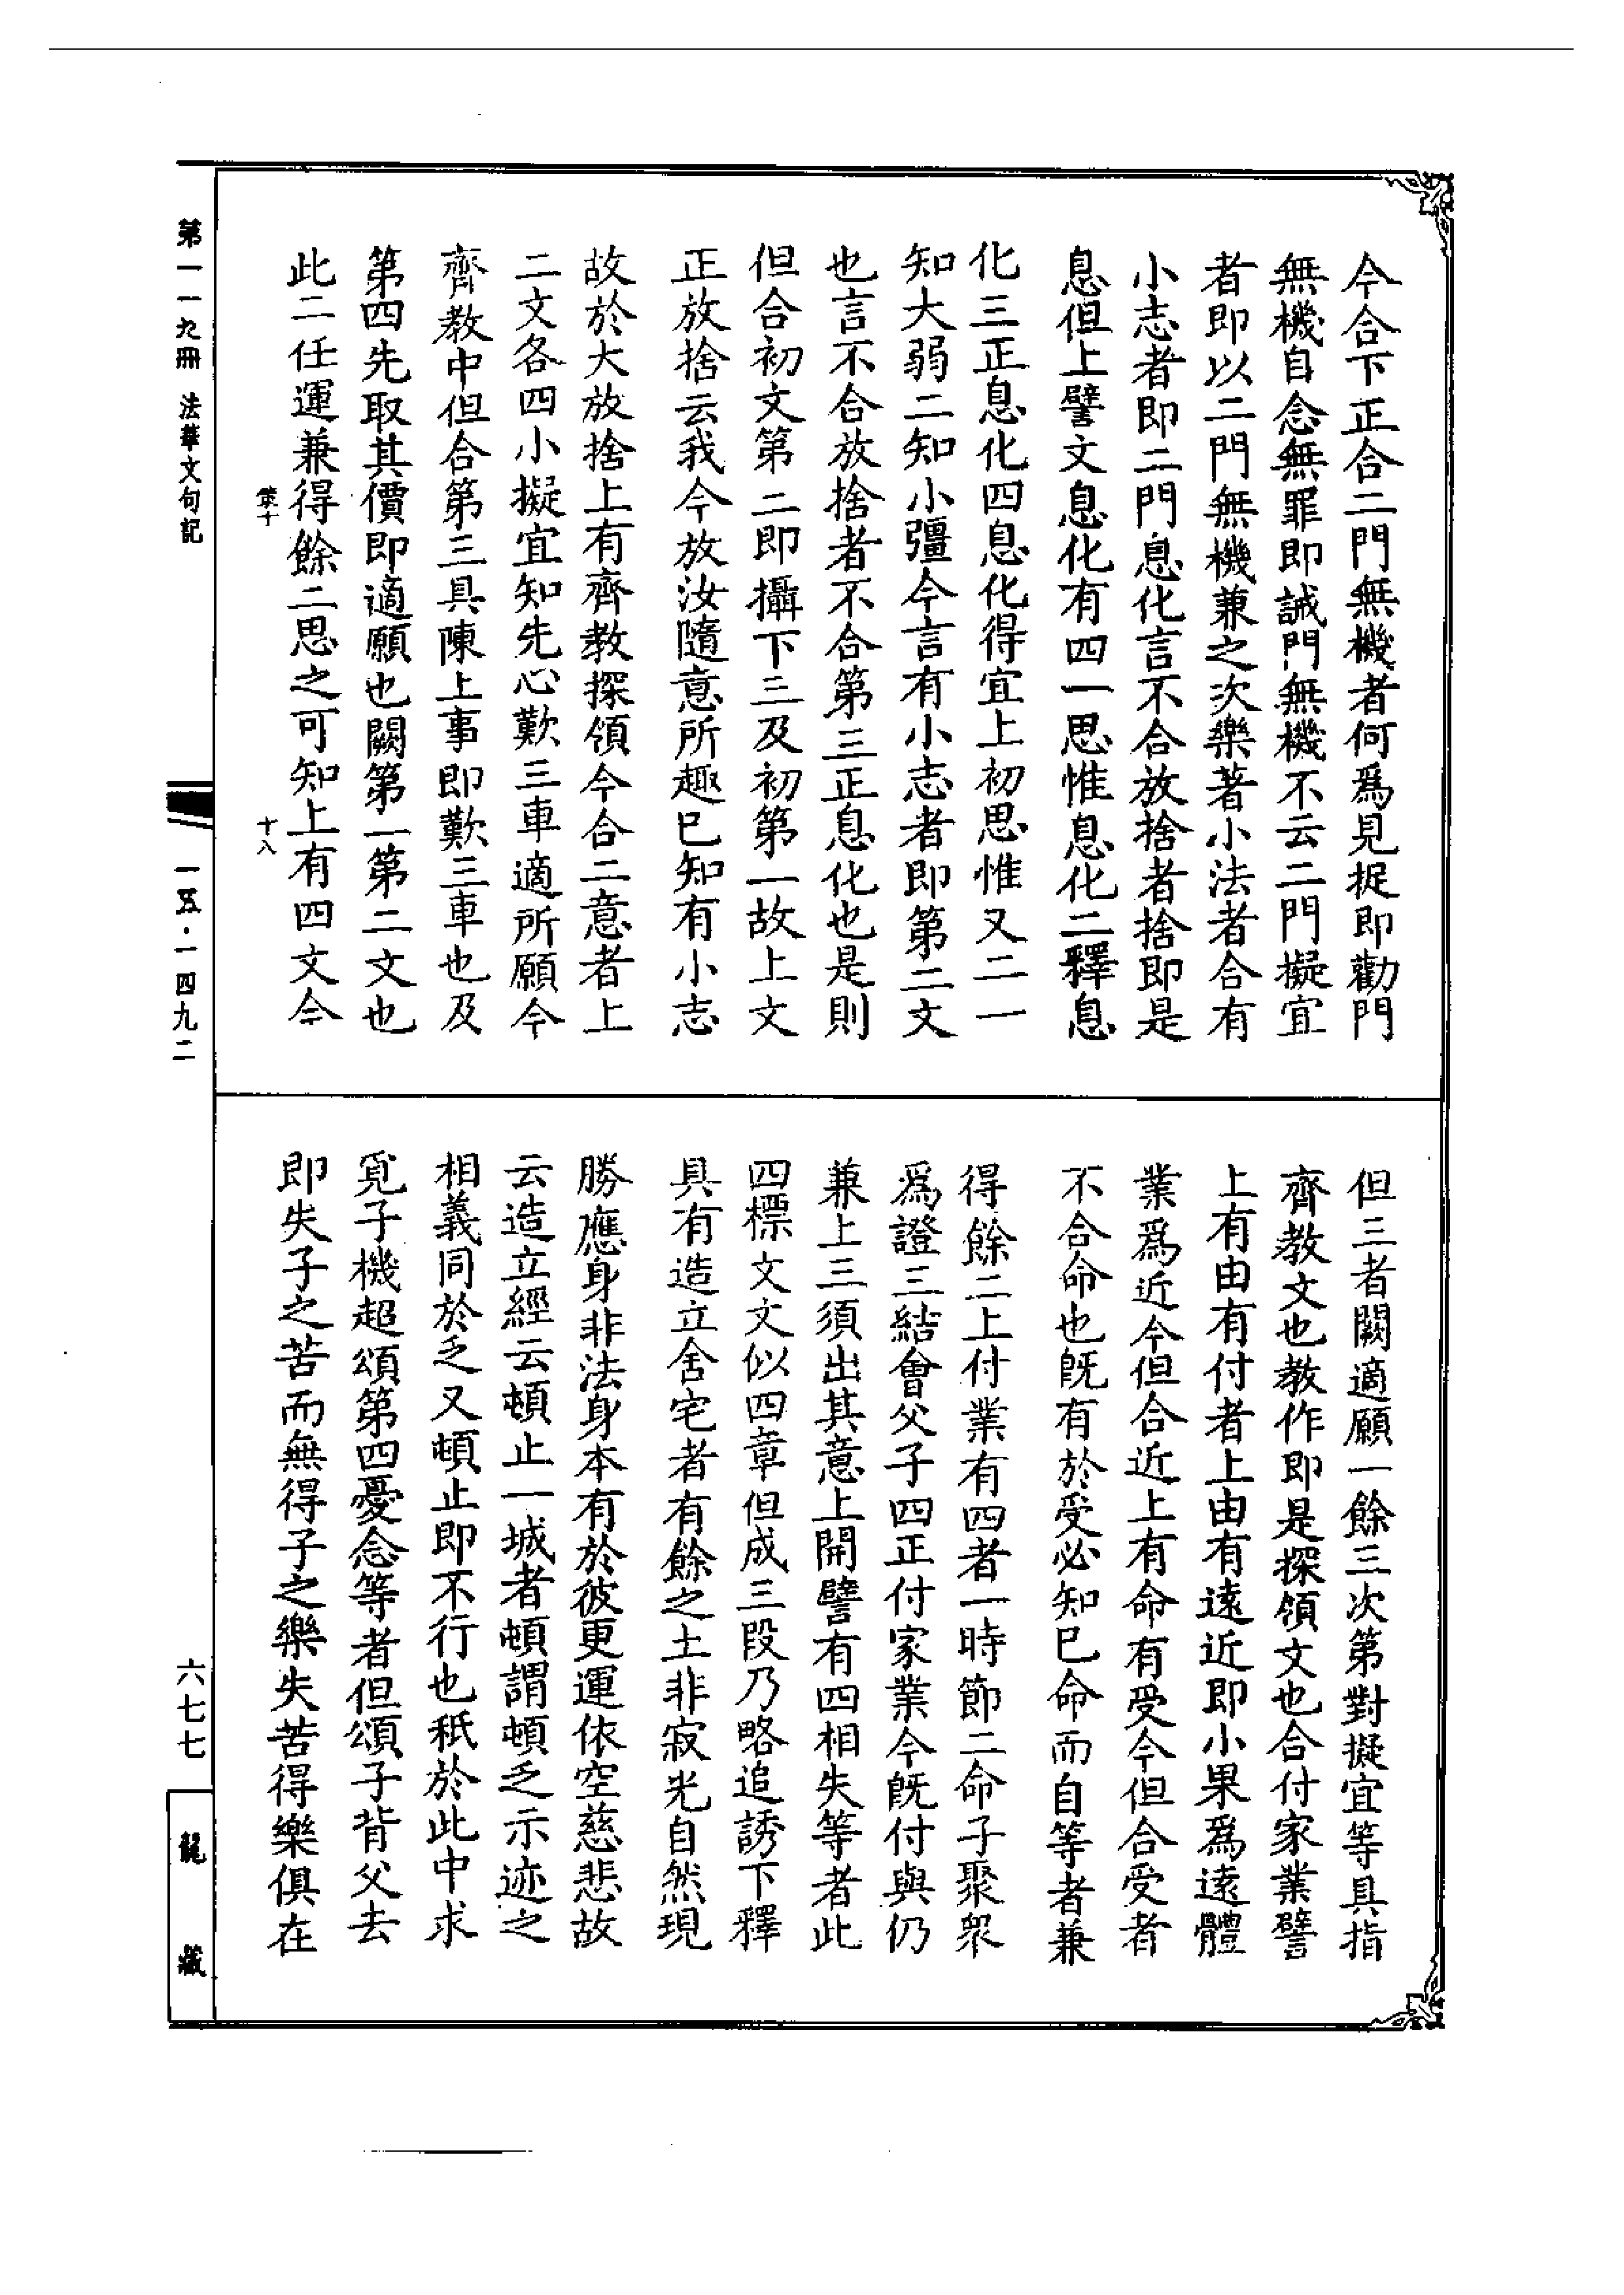 今合下正合二門無機者何爲見捉即勸門
無機自念無罪即誡門無機不云二門擬宜
者即以二門無機兼之次樂著小法者合有
小志者即二門息化言不合放捨者捨即是
息但上譬文息化有四一思惟息化二釋息
化三正息化四息化得宜上初思惟又二一
知大弱二知小彊今言有小志者即第二文
也言不合放捨者不合第三正息化也是則
但合初文第二即攝下三及初第一故上文
正放捨云我今放汝隨意所趣已知有小志
故於大放捨上有齊教探領今合二意者上
二文各四小擬宜知先心歎三車適所願今
齊教中但合第三具陳上事即歎三車也及
第四先取其價即適願也闕第一第二文也
此二任運兼得餘二思之可知上有四文今
但三者闕適願一餘三次第對擬宜等具指
齊教文也教作即是探領文也合付家業譬
上有由有付者上由有遠近即小果爲遠體
業爲近今但合近上有命有受今但合受者
不合命也旣有於受必知已命而自等者兼
得餘二上付業有四者一時節二命子聚衆
爲證三結會父子四正付家業今旣付與仍
兼上三須出其意上開譬有四相失等者此
四標文文似四章但成三段乃略追誘下釋
具有造立舍宅者有餘之土非寂光自然現
勝應身非法身本有於彼更運依空慈悲故
云造立經云頓止一城者頓謂頓乏示迹之
相義同於乏又頓止即不行也秖於此中求
覓子機超頌第四憂念等者但頌子背父去
即失子之苦而無得子之樂失苦得樂俱在
第一一九冊 法華文句記
策十
十八
一五·一四九二
六七七
龍藏